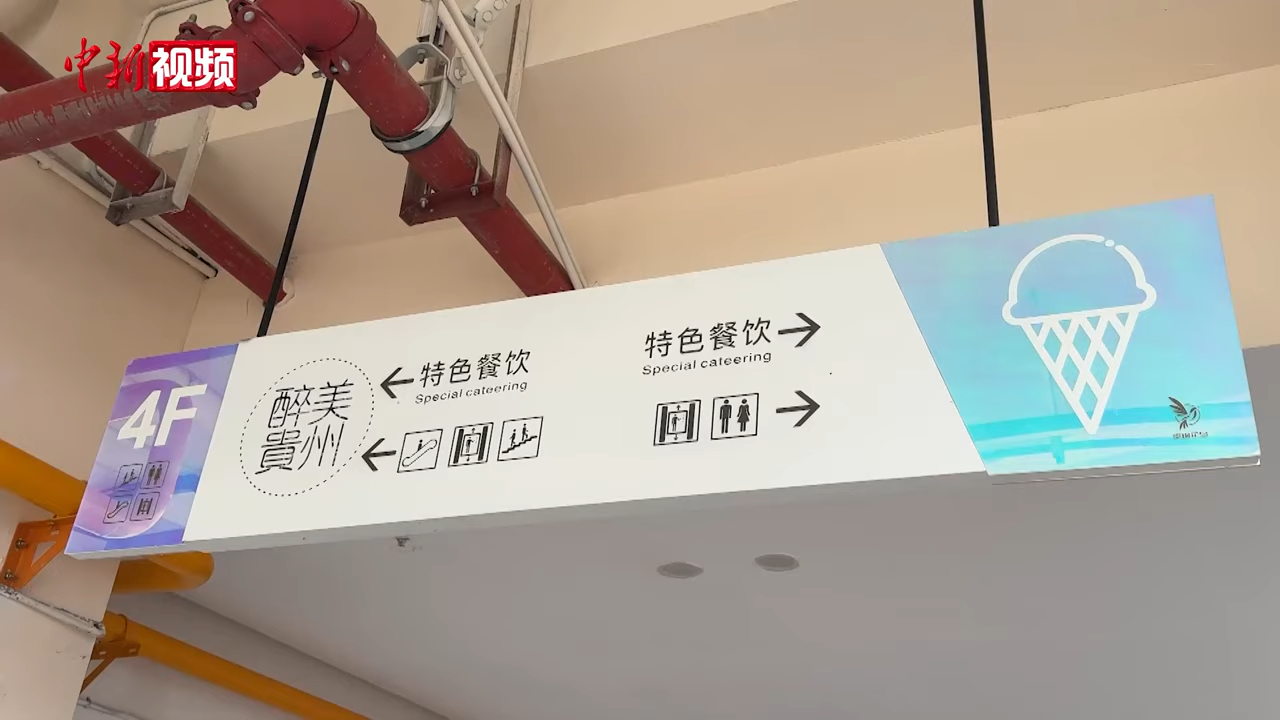 中新视频
4F
醉美
貴州
特色餐饮
Special cateering
特色餐饮
Special cateering